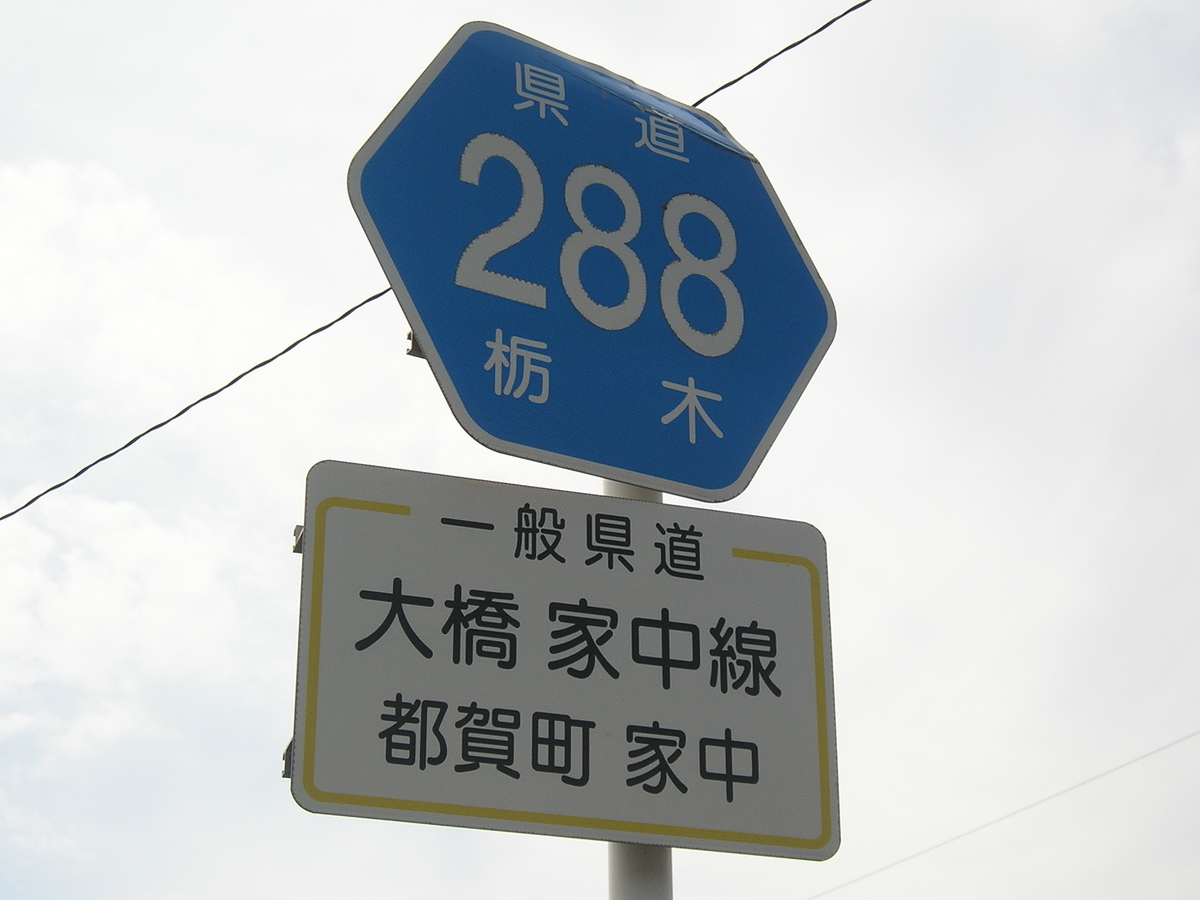 県道
288
栃木
一般県道
大橋 家中線
都賀町 家中